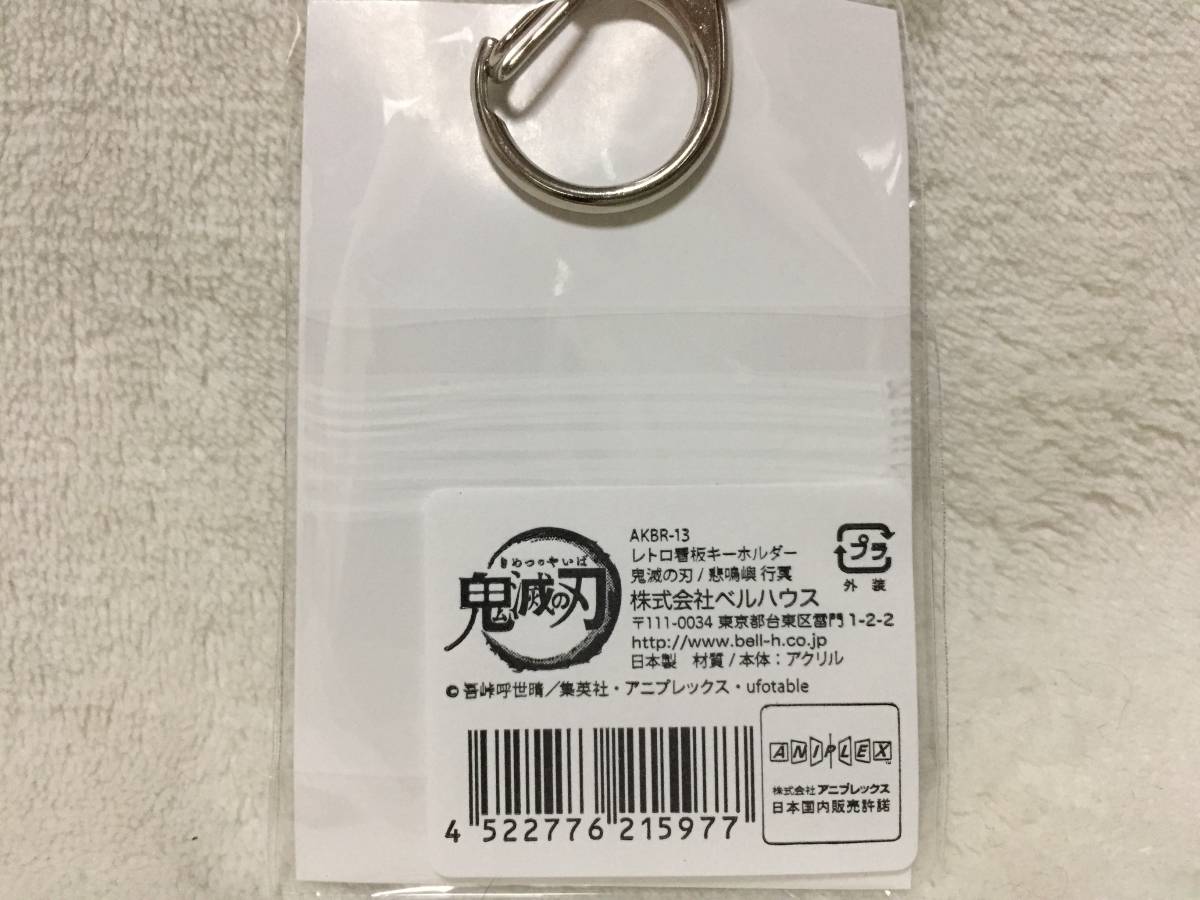 きめつのやいば
鬼滅の刃
AKBR-13
レトロ看板キーホルダー
鬼滅の刃 / 悲鳴嶼 行冥
株式会社ベルハウス
〒111-0034 東京都台東区雷門 1-2-2
http://www.bell-h.co.jp
日本製 材質 / 本体：アクリル
プラ
外装
©吾峠呼世晴／集英社・アニプレックス・ufotable
4 522776 215977
ANIPLEX™
株式会社 アニプレックス
日本国内販売許諾